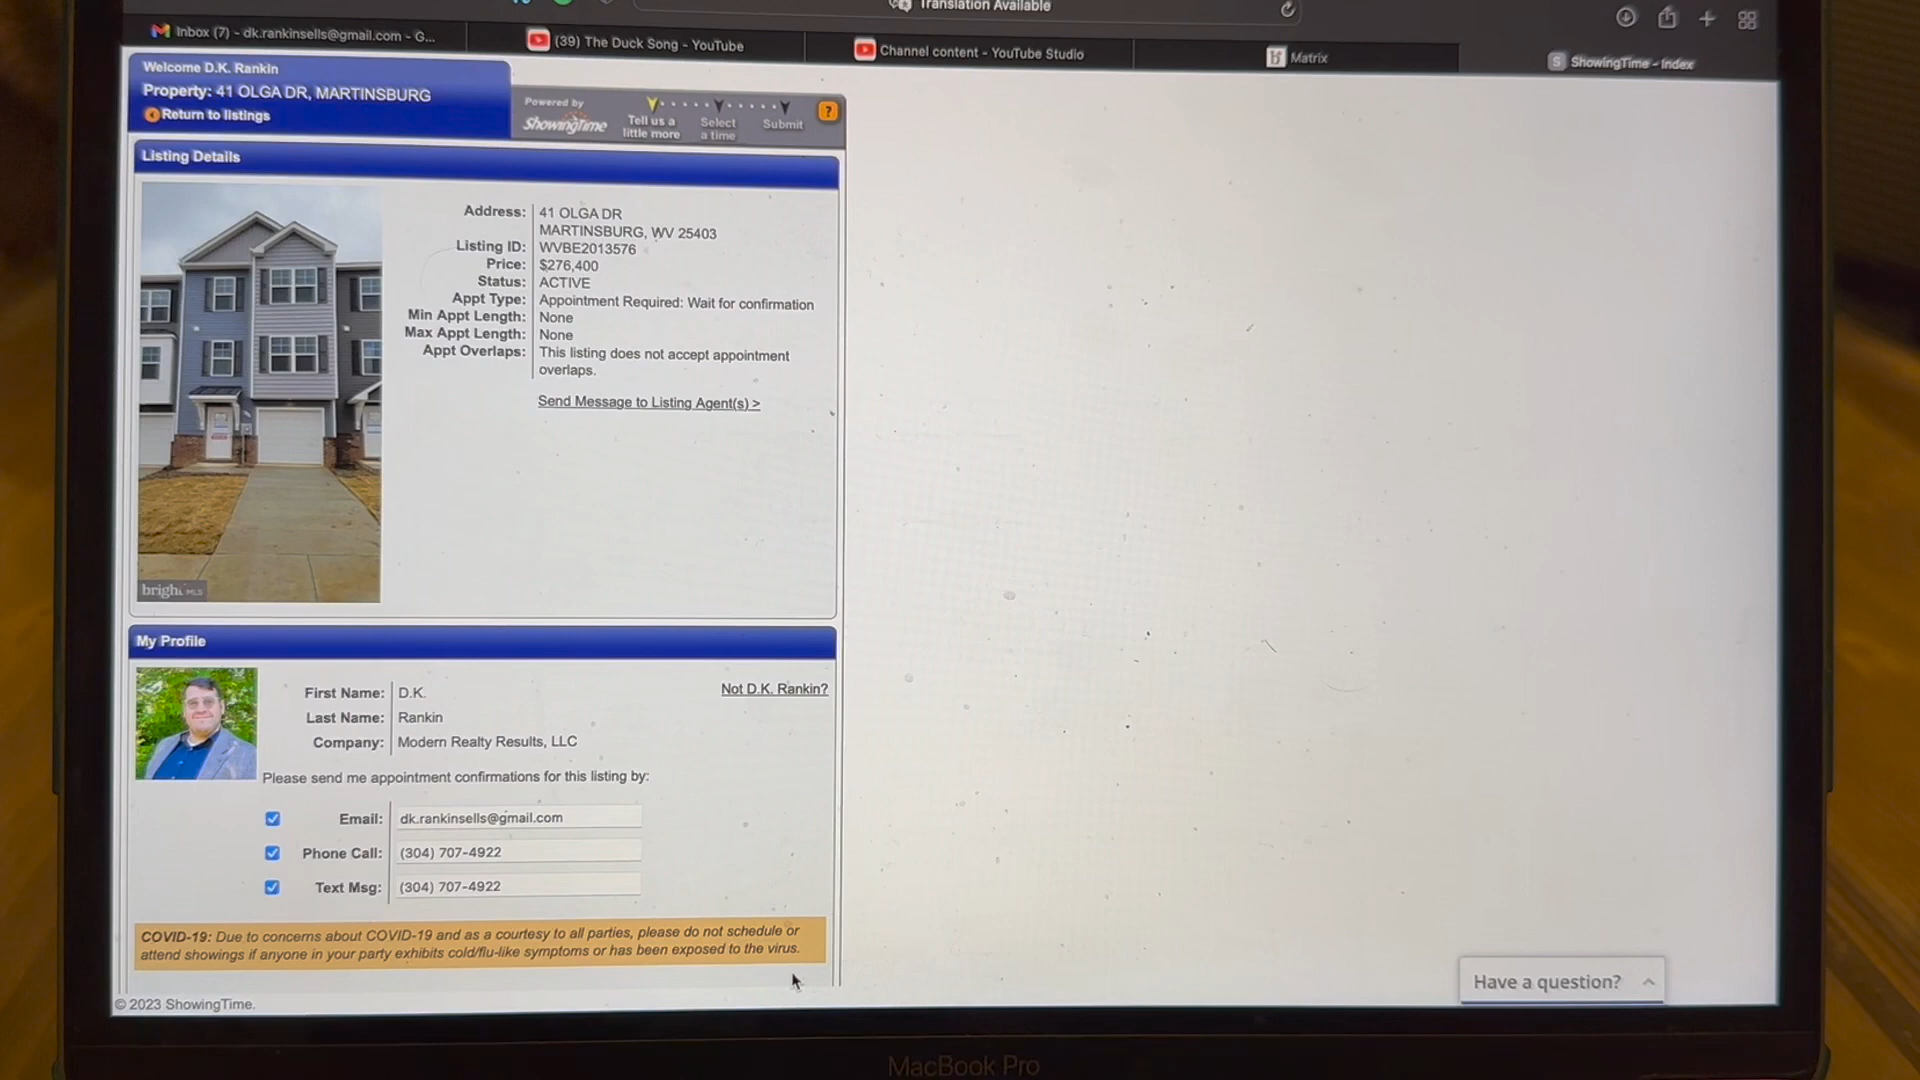 Translation Available
Inbox (7) - dk.rankinsells@gmail.com - G...
(39) The Duck Song - YouTube
Channel content - YouTube Studio
Matrix
S ShowingTime - Index
Welcome D.K. Rankin
Property: 41 OLGA DR, MARTINSBURG
Return to listings
Powered by
ShowingTime
Tell us a
little more
Select
a time
Submit
?
Listing Details
Address: 41 OLGA DR
MARTINSBURG, WV 25403
Listing ID: WVBE2013576
Price: $276,400
Status: ACTIVE
Appt Type: Appointment Required: Wait for confirmation
Min Appt Length: None
Max Appt Length: None
Appt Overlaps: This listing does not accept appointment
overlaps.
Send Message to Listing Agent(s) >
bright MLS
My Profile
First Name: D.K.
Not D.K. Rankin?
Last Name: Rankin
Company: Modern Realty Results, LLC
Please send me appointment confirmations for this listing by:
Email: dk.rankinsells@gmail.com
Phone Call: (304) 707-4922
Text Msg: (304) 707-4922
COVID-19: Due to concerns about COVID-19 and as a courtesy to all parties, please do not schedule or
attend showings if anyone in your party exhibits cold/flu-like symptoms or has been exposed to the virus.
© 2023 ShowingTime.
Have a question?
MacBook Pro